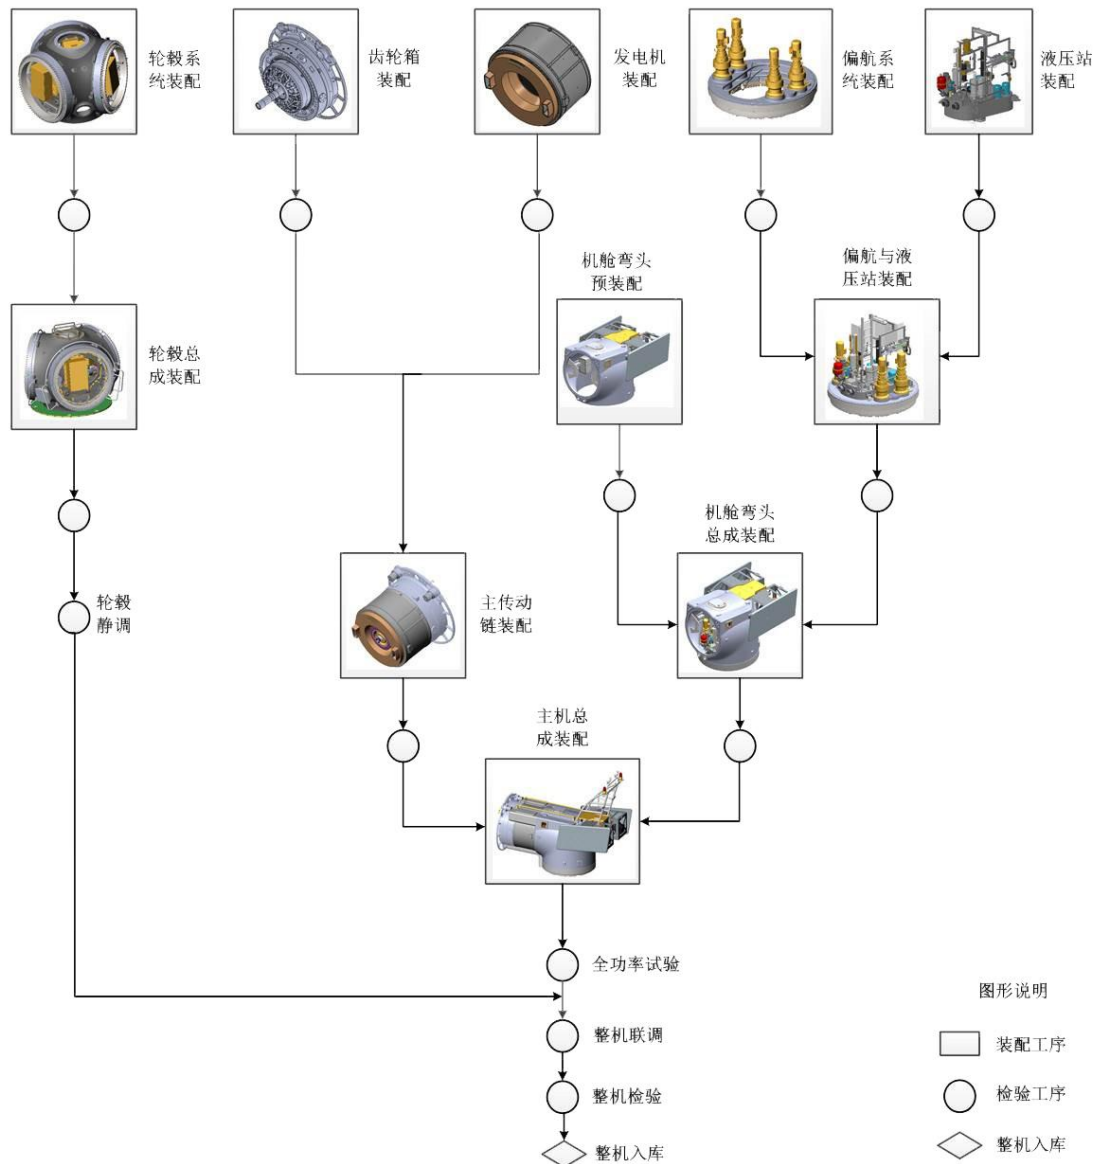 轮毂系
统装配
齿轮箱
装配
发电机
装配
偏航系
统装配
液压站
装配
机舱弯头
预装配
偏航与液
压站装配
轮毂总
成装配
机舱弯头
总成装配
轮毂
静调
主传动
链装配
主机总
成装配
全功率试验
图形说明
整机联调
装配工序
整机检验
检验工序
整机入库
整机入库